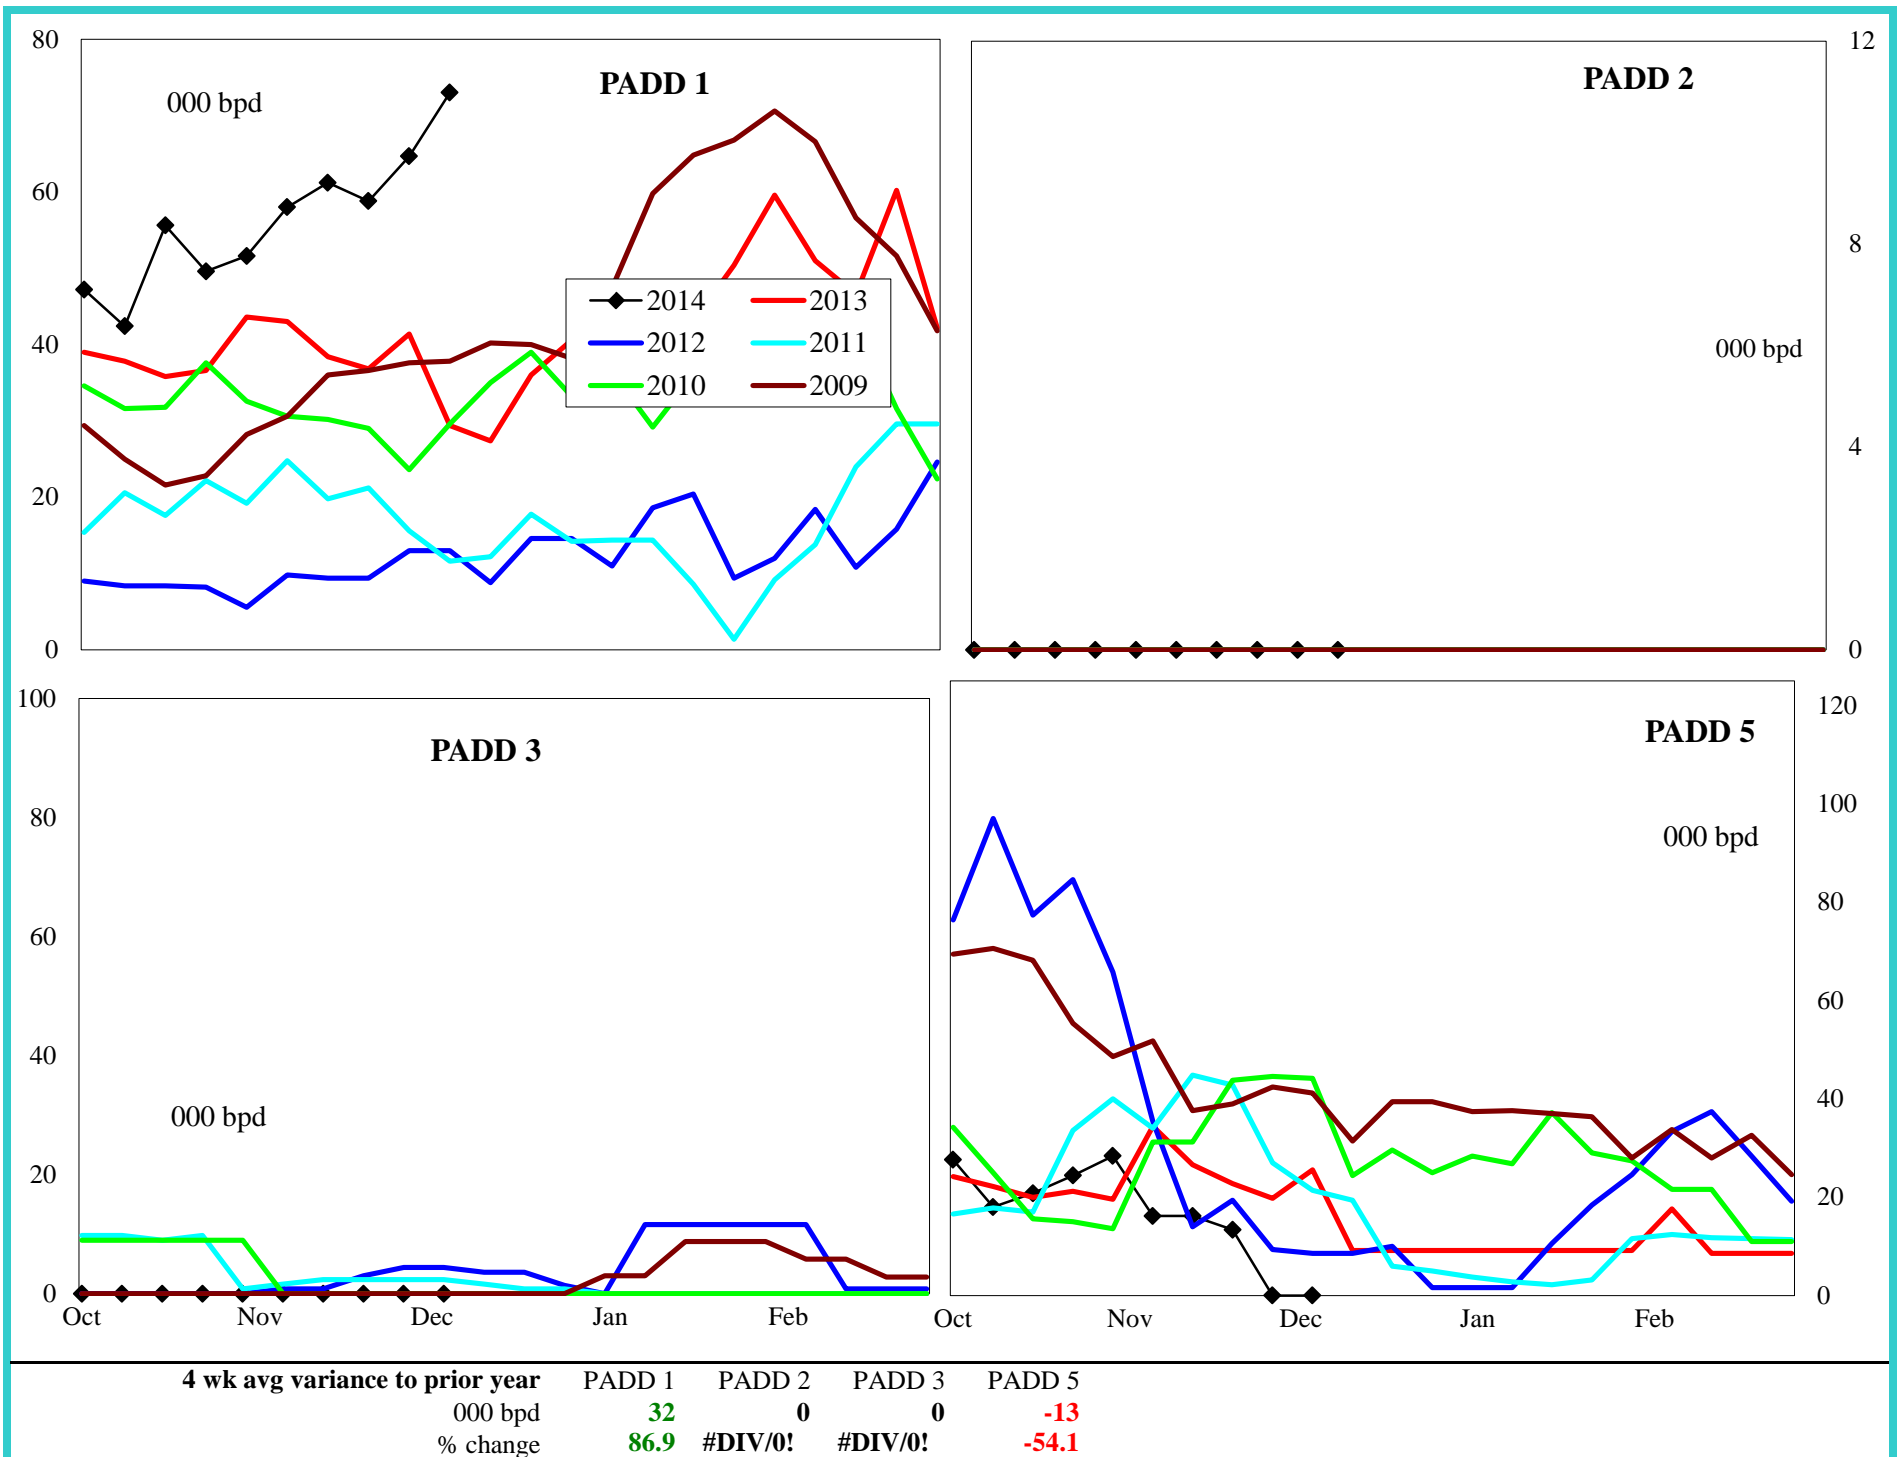 80
60
40
20
0
000 bpd
PADD 1
2014 2013
2012 2011
2010 2009
PADD 2
12
8
4
0
000 bpd
100
80
60
40
20
0
PADD 3
000 bpd
Oct Nov Dec Jan Feb
PADD 5
000 bpd
120
100
80
60
40
20
0
Oct Nov Dec Jan Feb
4 wk avg variance to prior year PADD 1 PADD 2 PADD 3 PADD 5
000 bpd 32 0 0 -13
% change 86.9 #DIV/0! #DIV/0! -54.1